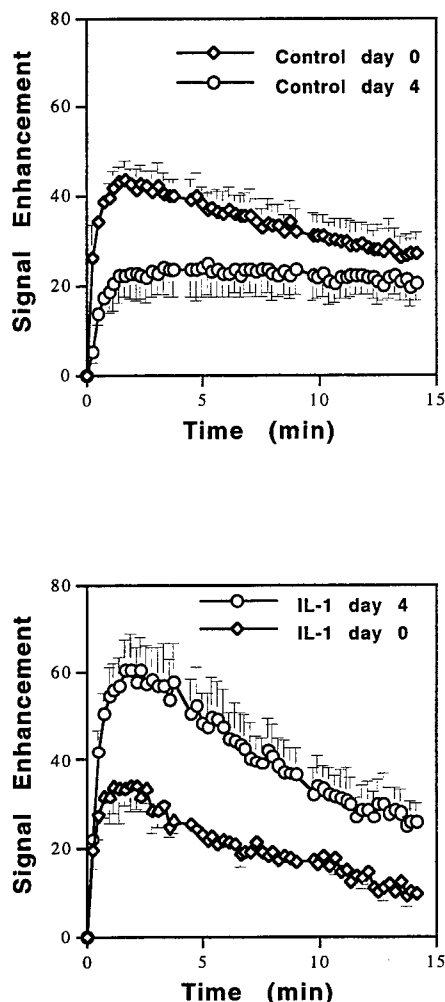 80
60
40
20
0
Signal Enhancement
Control day 0
Control day 4
0
5
10
15
Time (min)
80
60
40
20
0
Signal Enhancement
IL-1 day 4
IL-1 day 0
0
5
10
15
Time (min)